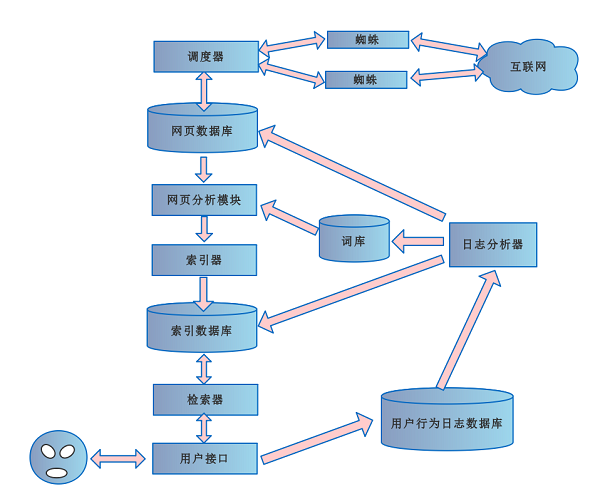 蜘蛛
调度器
互联网
蜘蛛
网页数据库
网页分析模块
词库
日志分析器
索引器
索引数据库
检索器
用户行为日志数据库
用户接口